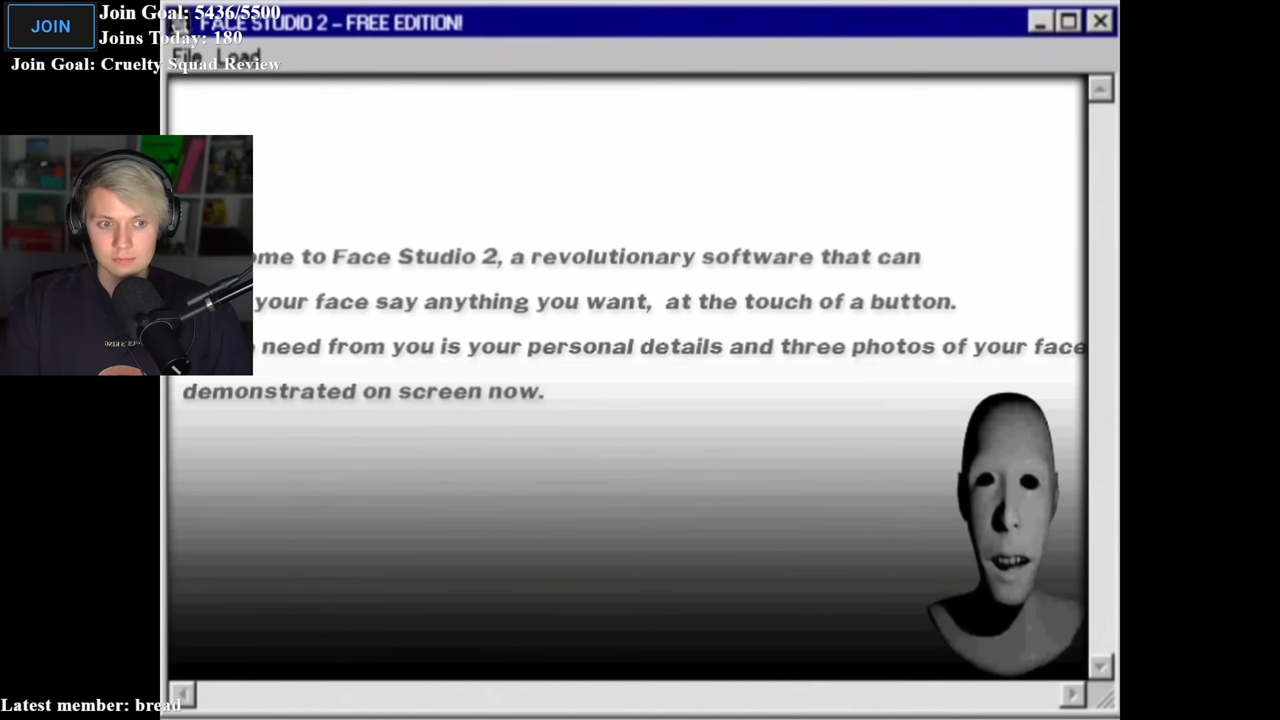 JOIN
Join Goal: 5436/5500
Joins Today: 180
Join Goal: Cruelty Squad Review
FACE STUDIO 2 – FREE EDITION!
File Load
ome to Face Studio 2, a revolutionary software that can
your face say anything you want, at the touch of a button.
need from you is your personal details and three photos of your face
demonstrated on screen now.
Latest member: bread